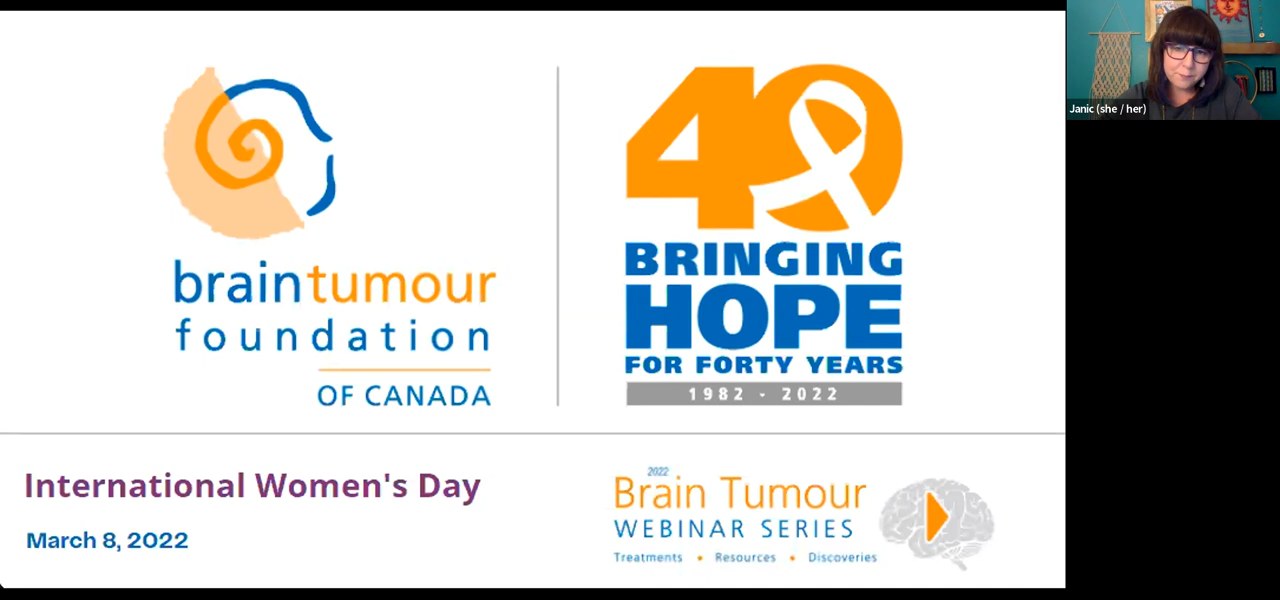 braintumour
foundation
OF CANADA
40
BRINGING
HOPE
FOR FORTY YEARS
1982 - 2022
International Women's Day
March 8, 2022
2022
Brain Tumour
WEBINAR SERIES
Treatments • Resources • Discoveries
Janic (she / her)